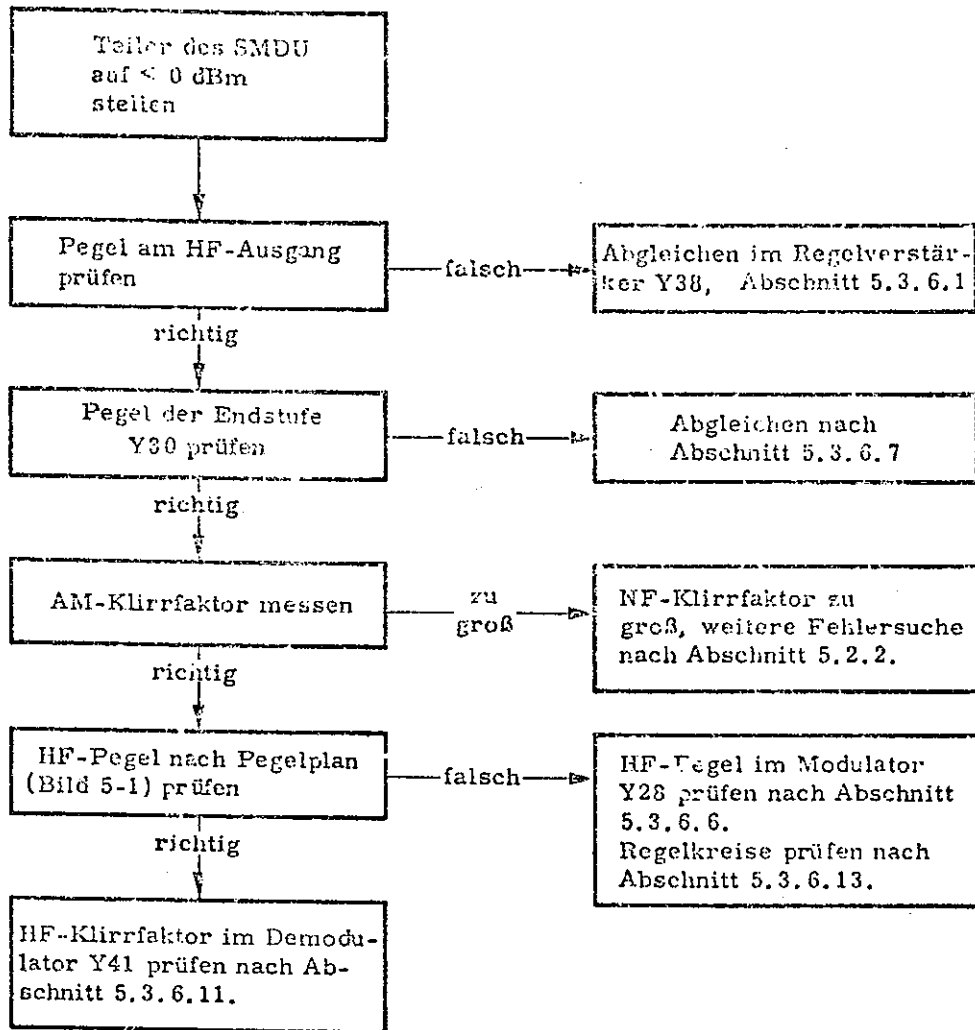 Teiler des SMDU
auf < 0 dBm
stellen
Pegel am HF-Ausgang
prüfen
falsch
Abgleichen im Regelverstär-
ker Y38, Abschnitt 5.3.6.1
richtig
Pegel der Endstufe
Y30 prüfen
falsch
Abgleichen nach
Abschnitt 5.3.6.7
richtig
AM-Klirrfaktor messen
zu
groß
NF-Klirrfaktor zu
groß, weitere Fehlersuche
nach Abschnitt 5.2.2.
richtig
HF-Pegel nach Pegelplan
(Bild 5-1) prüfen
falsch
HF-Pegel im Modulator
Y28 prüfen nach Abschnitt
5.3.6.6.
Regelkreise prüfen nach
Abschnitt 5.3.6.13.
richtig
HF-Klirrfaktor im Demodu-
lator Y41 prüfen nach Ab-
schnitt 5.3.6.11.